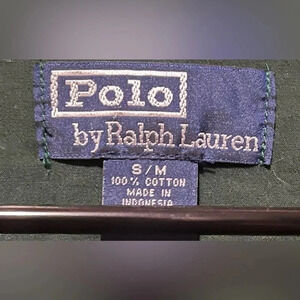 Polo
by Ralph Lauren
S/M
100% COTTON
MADE IN
INDONESIA